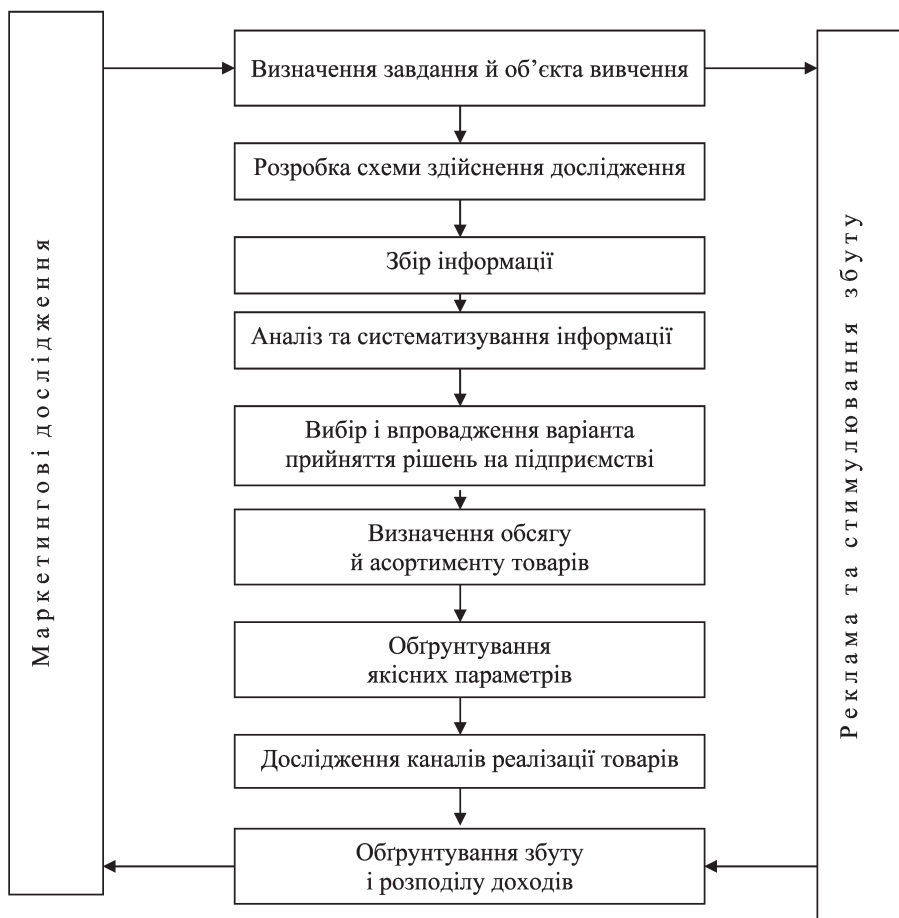 Маркетингові дослідження
Визначення завдання й об’єкта вивчення
Розробка схеми здійснення дослідження
Збір інформації
Аналіз та систематизування інформації
Вибір і впровадження варіанта
прийняття рішень на підприємстві
Визначення обсягу
й асортименту товарів
Обґрунтування
якісних параметрів
Дослідження каналів реалізації товарів
Обґрунтування збуту
і розподілу доходів
Реклама та стимулювання збуту